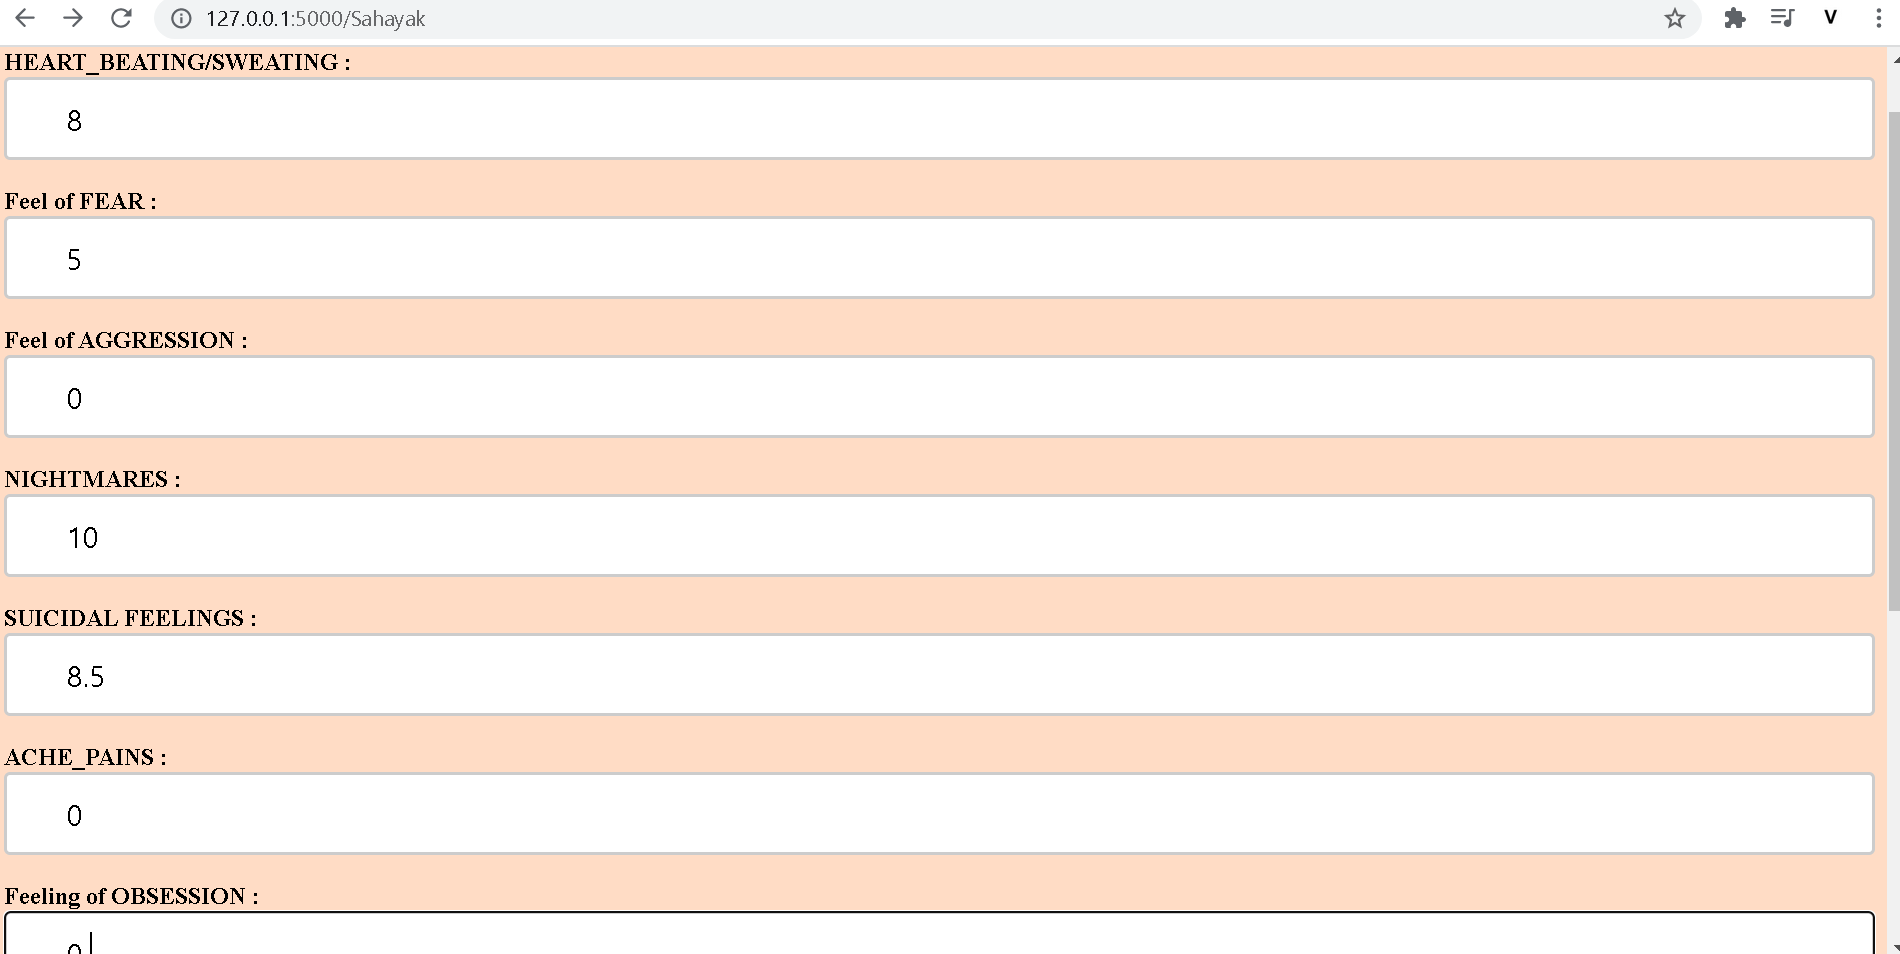 127.0.0.1:5000/Sahayak
V
HEART_BEATING/SWEATING :
8
Feel of FEAR :
5
Feel of AGGRESSION :
0
NIGHTMARES :
10
SUICIDAL FEELINGS :
8.5
ACHE_PAINS :
0
Feeling of OBSESSION :